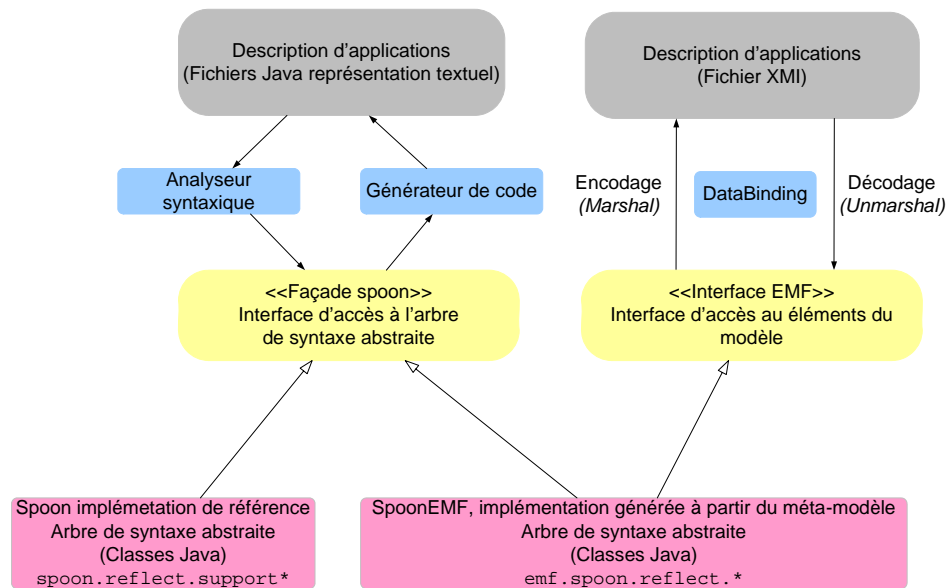 Description d'applications
(Fichiers Java représentation textuel)
Description d'applications
(Fichier XMI)
Analyseur
syntaxique
Générateur de code
Encodage
(Marshal)
DataBinding
Décodage
(Unmarshal)
<<Façade spoon>>
Interface d'accès à l'arbre
de syntaxe abstraite
<<Interface EMF>>
Interface d'accès au éléments du
modèle
Spoon implémetation de référence
Arbre de syntaxe abstraite
(Classes Java)
spoon.reflect.support*
SpoonEMF, implémentation générée à partir du méta-modèle
Arbre de syntaxe abstraite
(Classes Java)
emf.spoon.reflect.*